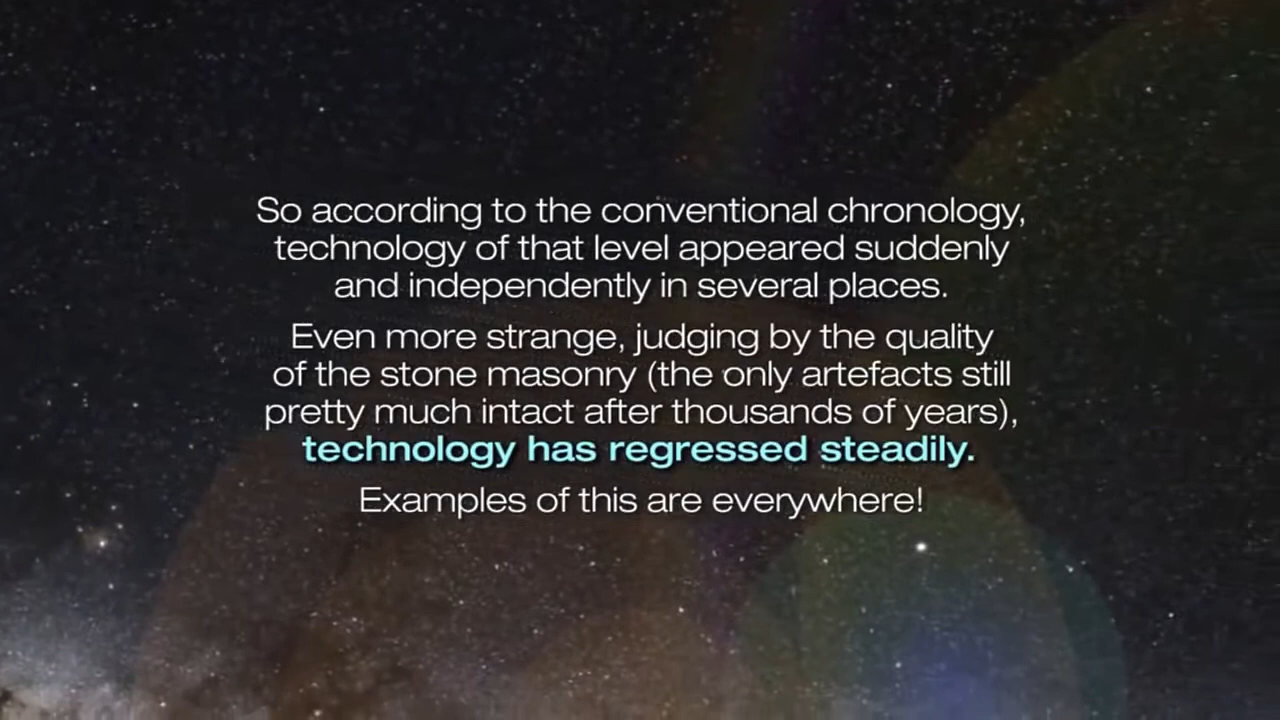 So according to the conventional chronology,
technology of that level appeared suddenly
and independently in several places.
Even more strange, judging by the quality
of the stone masonry (the only artefacts still
pretty much intact after thousands of years),
technology has regressed steadily.
Examples of this are everywhere!